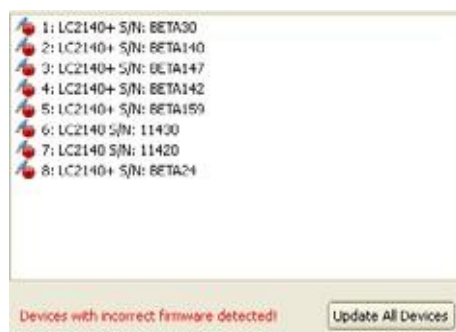 1: LC2140+ S/N: BETA30
2: LC2140+ S/N: BETA140
3: LC2140+ S/N: BETA147
4: LC2140+ S/N: BETA142
5: LC2140+ S/N: BETA159
6: LC2140 S/N: 11430
7: LC2140 S/N: 11420
8: LC2140+ S/N: BETA24
Devices with incorrect firmware detected!
Update All Devices